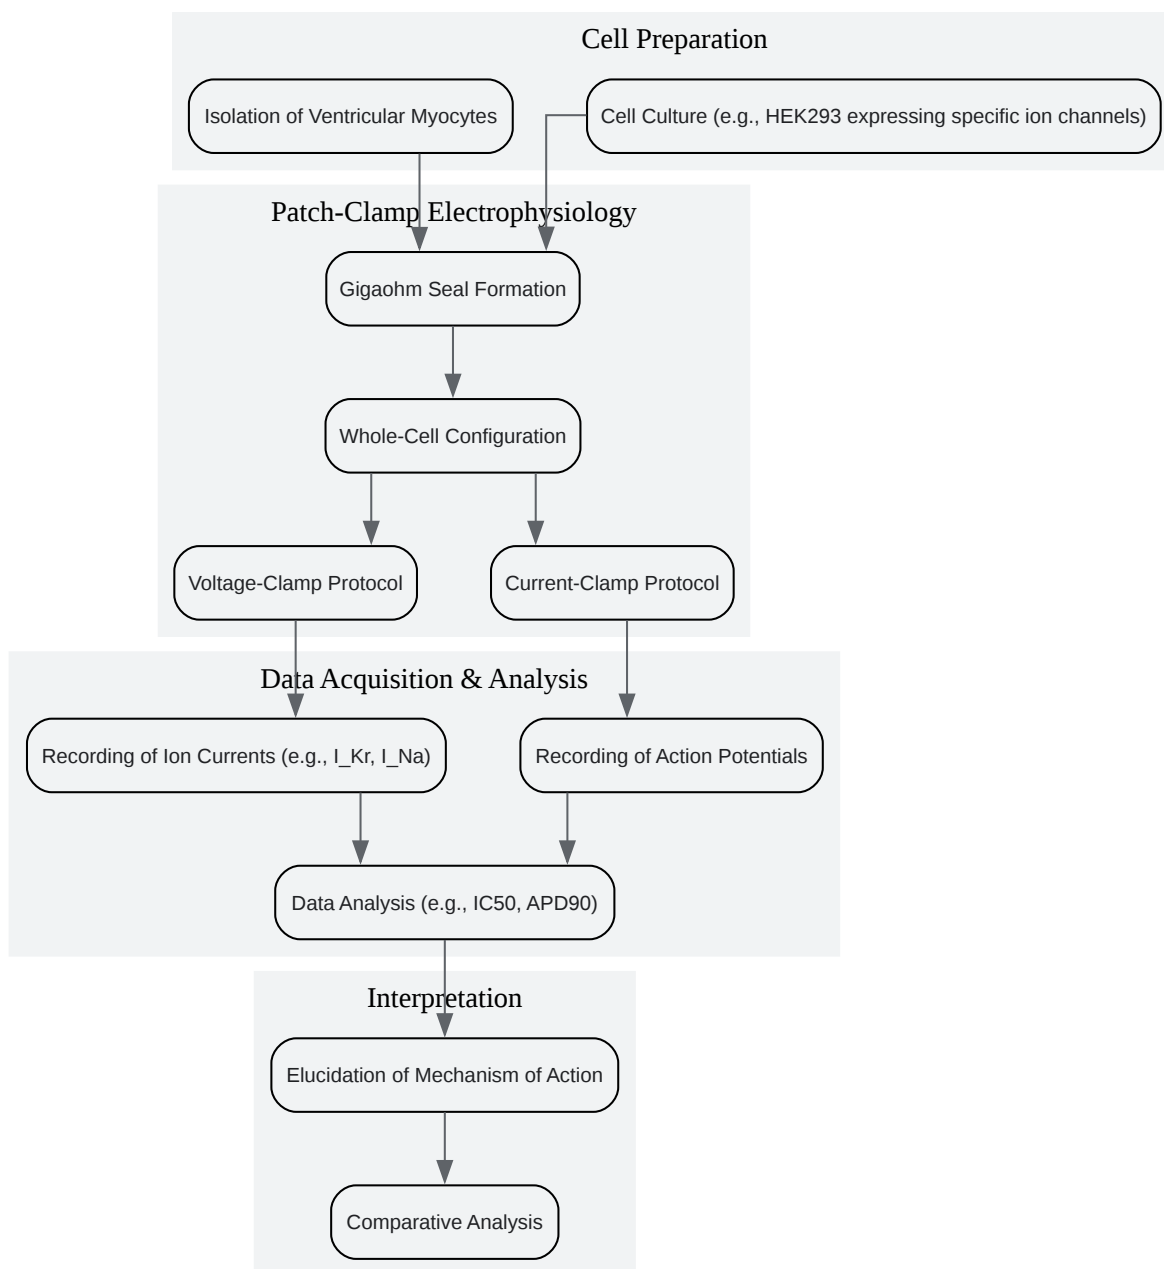 Cell Preparation
Isolation of Ventricular Myocytes
Cell Culture (e.g., HEK293 expressing specific ion channels)
Patch-Clamp Electrophysiology
Gigaohm Seal Formation
Whole-Cell Configuration
Voltage-Clamp Protocol
Current-Clamp Protocol
Data Acquisition & Analysis
Recording of Ion Currents (e.g., I_Kr, I_Na)
Recording of Action Potentials
Data Analysis (e.g., IC50, APD90)
Interpretation
Elucidation of Mechanism of Action
Comparative Analysis